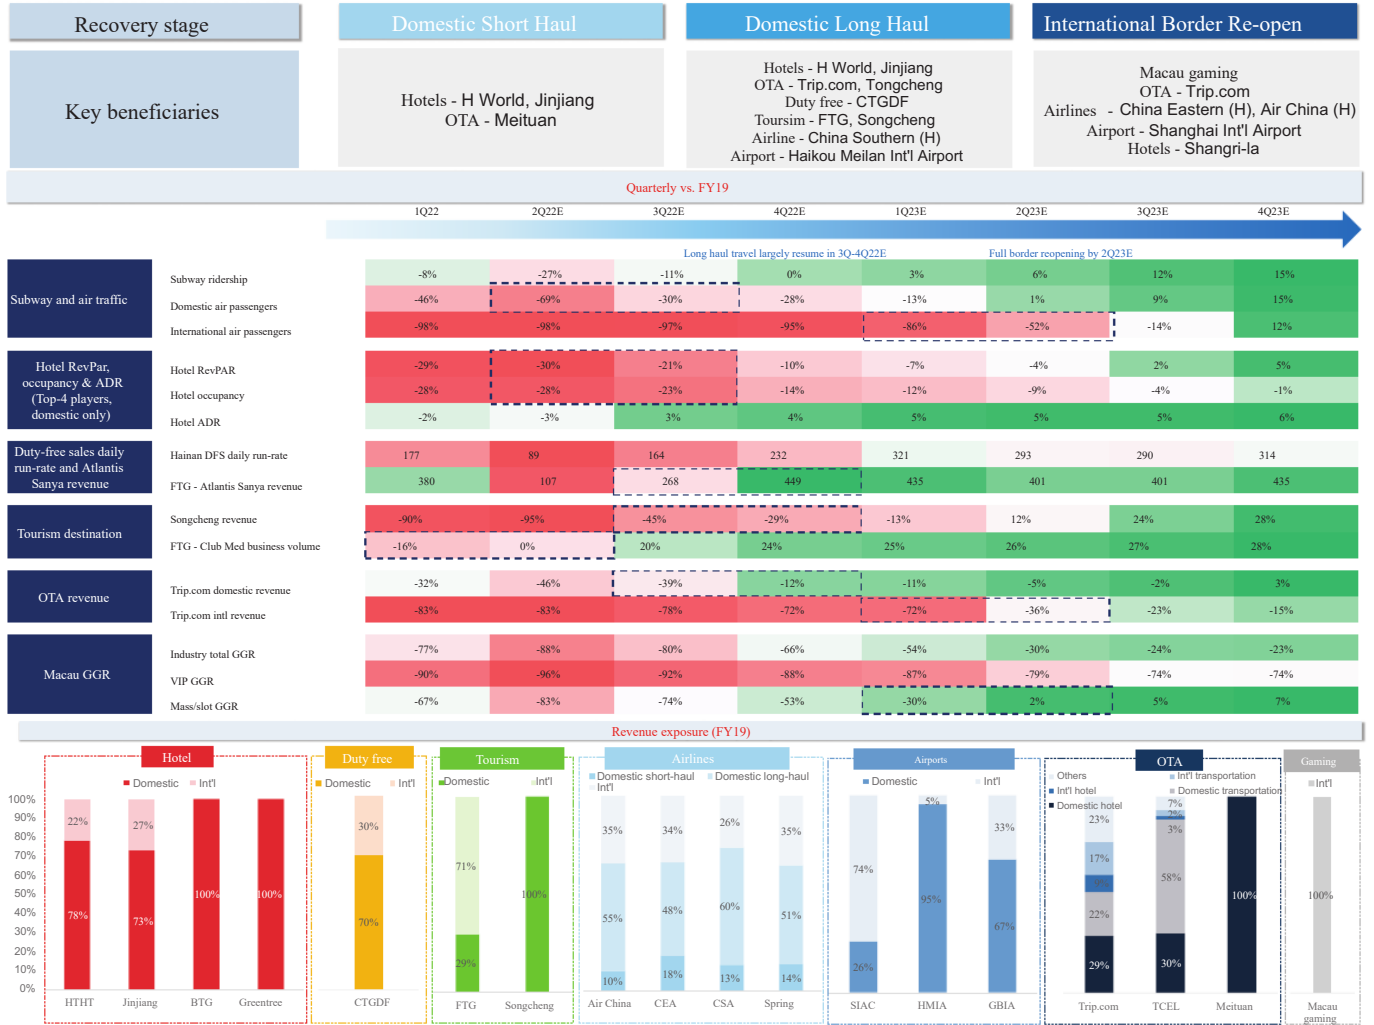 Recovery stage
Domestic Short Haul
Domestic Long Haul
International Border Re-open
Key beneficiaries
Hotels - H World, Jinjiang
OTA - Meituan
Hotels - H World, Jinjiang
OTA - Trip.com, Tongcheng
Duty free - CTGDF
Toursim - FTG, Songcheng
Airline - China Southern (H)
Airport - Haikou Meilan Int'l Airport
Macau gaming
OTA - Trip.com
Airlines - China Eastern (H), Air China (H)
Airport - Shanghai Int'l Airport
Hotels - Shangri-la
Quarterly vs. FY19
1Q22 2Q22E 3Q22E 4Q22E 1Q23E 2Q23E 3Q23E 4Q23E
Long haul travel largely resume in 3Q-4Q22E
Full border reopening by 2Q23E
Subway and air traffic
Subway ridership -8% -27% -11% 0% 3% 6% 12% 15%
Domestic air passengers -46% -69% -30% -28% -13% 1% 9% 15%
International air passengers -98% -98% -97% -95% -86% -52% -14% 12%
Hotel RevPar,
occupancy & ADR
(Top-4 players,
domestic only)
Hotel RevPAR -29% -30% -21% -10% -7% -4% 2% 5%
Hotel occupancy -28% -28% -23% -14% -12% -9% -4% -1%
Hotel ADR -2% -3% 3% 4% 5% 5% 5% 6%
Duty-free sales daily
run-rate and Atlantis
Sanya revenue
Hainan DFS daily run-rate 177 89 164 232 321 293 290 314
FTG - Atlantis Sanya revenue 380 107 268 449 435 401 401 435
Tourism destination
Songcheng revenue -90% -95% -45% -29% -13% 12% 24% 28%
FTG - Club Med business volume -16% 0% 20% 24% 25% 26% 27% 28%
OTA revenue
Trip.com domestic revenue -32% -46% -39% -12% -11% -5% -2% 3%
Trip.com intl revenue -83% -83% -78% -72% -72% -36% -23% -15%
Macau GGR
Industry total GGR -77% -88% -80% -66% -54% -30% -24% -23%
VIP GGR -90% -96% -92% -88% -87% -79% -74% -74%
Mass/slot GGR -67% -83% -74% -53% -30% 2% 5% 7%
Revenue exposure (FY19)
Hotel
Domestic Int'l
100%
90%
80%
70%
60%
50%
40%
30%
20%
10%
0%
22% 27%
78% 73% 100% 100%
HTHT Jinjiang BTG Greentree
Duty free
Domestic Int'l
30%
70%
CTGDF
Tourism
Domestic Int'l
71%
29% 100%
FTG Songcheng
Airlines
Domestic short-haul Domestic long-haul
Int'l
35% 34% 26% 35%
55% 48% 60% 51%
10% 18% 13% 14%
Air China CEA CSA Spring
Airports
Domestic Int'l
74% 5% 33%
26% 95% 67%
SIAC HMIA GBIA
OTA
Others Int'l transportation
Int'l hotel Domestic transportation
Domestic hotel
23% 7%
17% 2%
9% 3%
22% 58%
29% 30% 100%
Trip.com TCEL Meituan
Gaming
Int'l
100%
Macau
gaming